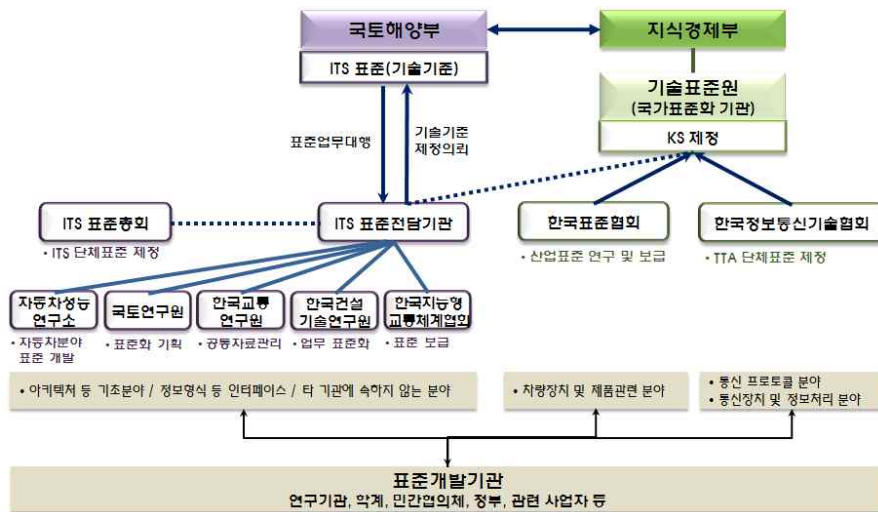 국토해양부
지식경제부
ITS 표준(기술기준)
기술표준원
(국가표준화 기관)
KS 제정
표준업무대행
기술기준
제정의뢰
ITS 표준총회
ITS 표준전담기관
한국표준협회
한국정보통신기술협회
• ITS 단체표준 제정
• 산업표준 연구 및 보급
• TTA 단체표준 제정
자동차성능
연구소
국토연구원
한국교통
연구원
한국건설
기술연구원
한국지능형
교통체계협회
• 자동차분야
표준 개발
• 표준화 기획
• 공통자료관리
• 업무 표준화
• 표준 보급
• 아키텍처 등 기초분야 / 정보형식 등 인터페이스 / 타 기관에 속하지 않는 분야
• 차량장치 및 제품관련 분야
• 통신 프로토콜 분야
• 통신장치 및 정보처리 분야
표준개발기관
연구기관, 학계, 민간협의체, 정부, 관련 사업자 등